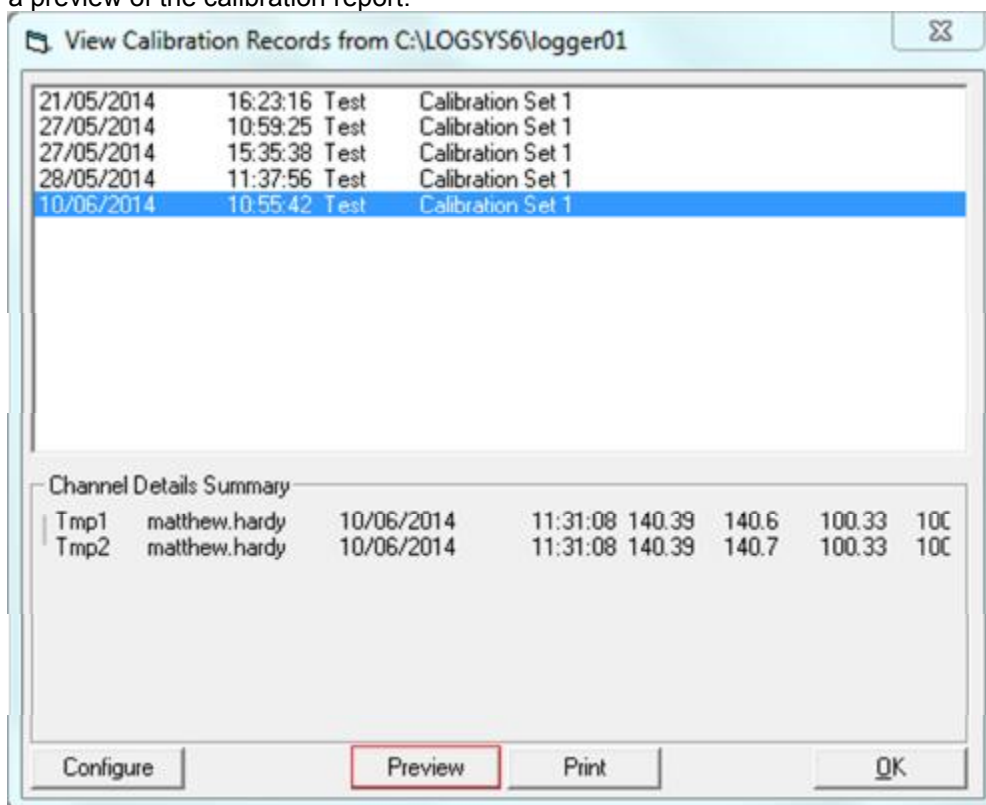 a preview of the calibration report.
View Calibration Records from C:\LOGSYS6\logger01
21/05/2014 16:23:16 Test Calibration Set 1
27/05/2014 10:59:25 Test Calibration Set 1
27/05/2014 15:35:38 Test Calibration Set 1
28/05/2014 11:37:56 Test Calibration Set 1
10/06/2014 10:55:42 Test Calibration Set 1
Channel Details Summary
Tmp1 matthew.hardy 10/06/2014 11:31:08 140.39 140.6 100.33
Tmp2 matthew.hardy 10/06/2014 11:31:08 140.39 140.7 100.33
Configure Preview Print OK